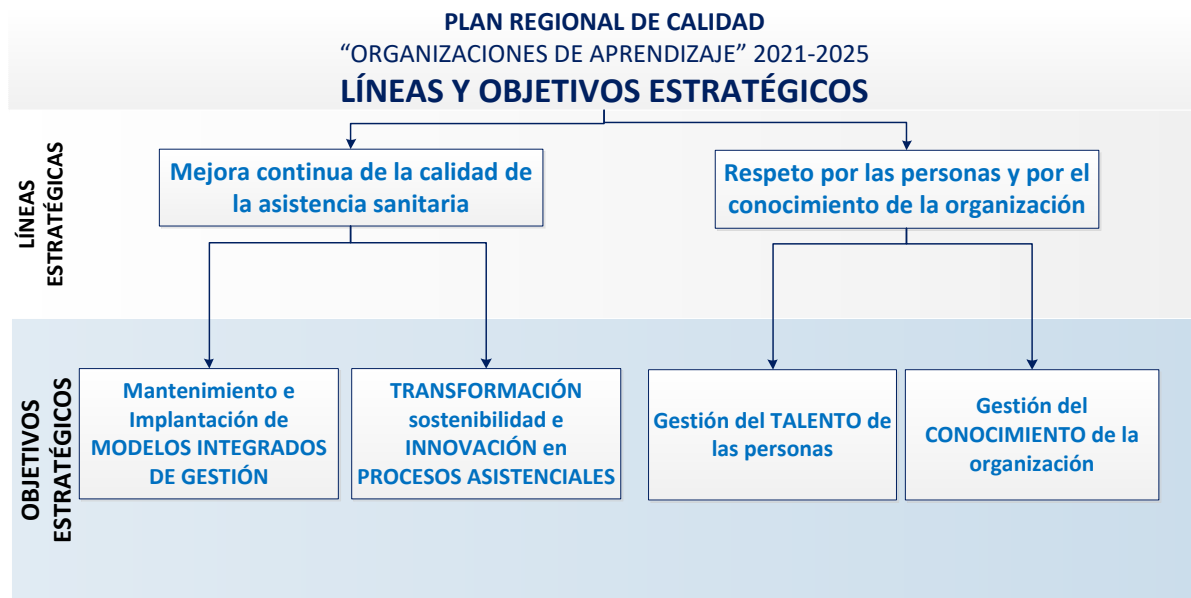 PLAN REGIONAL DE CALIDAD
“ORGANIZACIONES DE APRENDIZAJE” 2021-2025
LÍNEAS Y OBJETIVOS ESTRATÉGICOS
LÍNEAS
ESTRATÉGICAS
Mejora continua de la calidad de
la asistencia sanitaria
Respeto por las personas y por el
conocimiento de la organización
OBJETIVOS
ESTRATÉGICOS
Mantenimiento e
Implantación de
MODELOS INTEGRADOS
DE GESTIÓN
TRANSFORMACIÓN
sostenibilidad e
INNOVACIÓN en
PROCESOS ASISTENCIALES
Gestión del TALENTO de
las personas
Gestión del
CONOCIMIENTO de la
organización